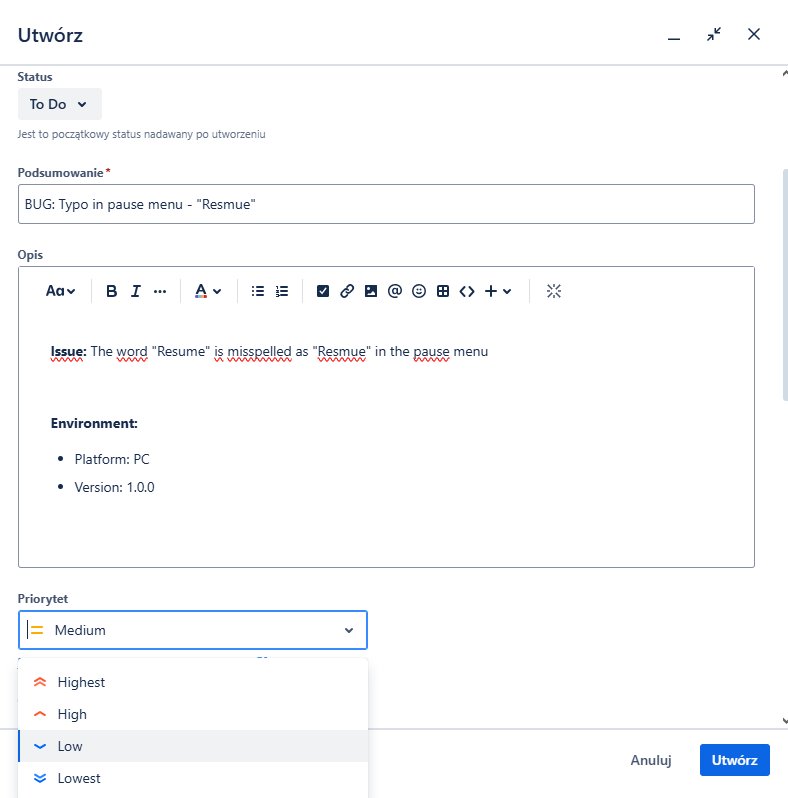 Utwórz
Status
To Do
Jest to początkowy status nadawany po utworzeniu
Podsumowanie*
BUG: Typo in pause menu - "Resmue"
Opis
Aa B I ... A @
Issue: The word "Resume" is misspelled as "Resmue" in the pause menu
Environment:
• Platform: PC
• Version: 1.0.0
Priorytet
Medium
Highest
High
Low
Lowest
Anuluj Utwórz